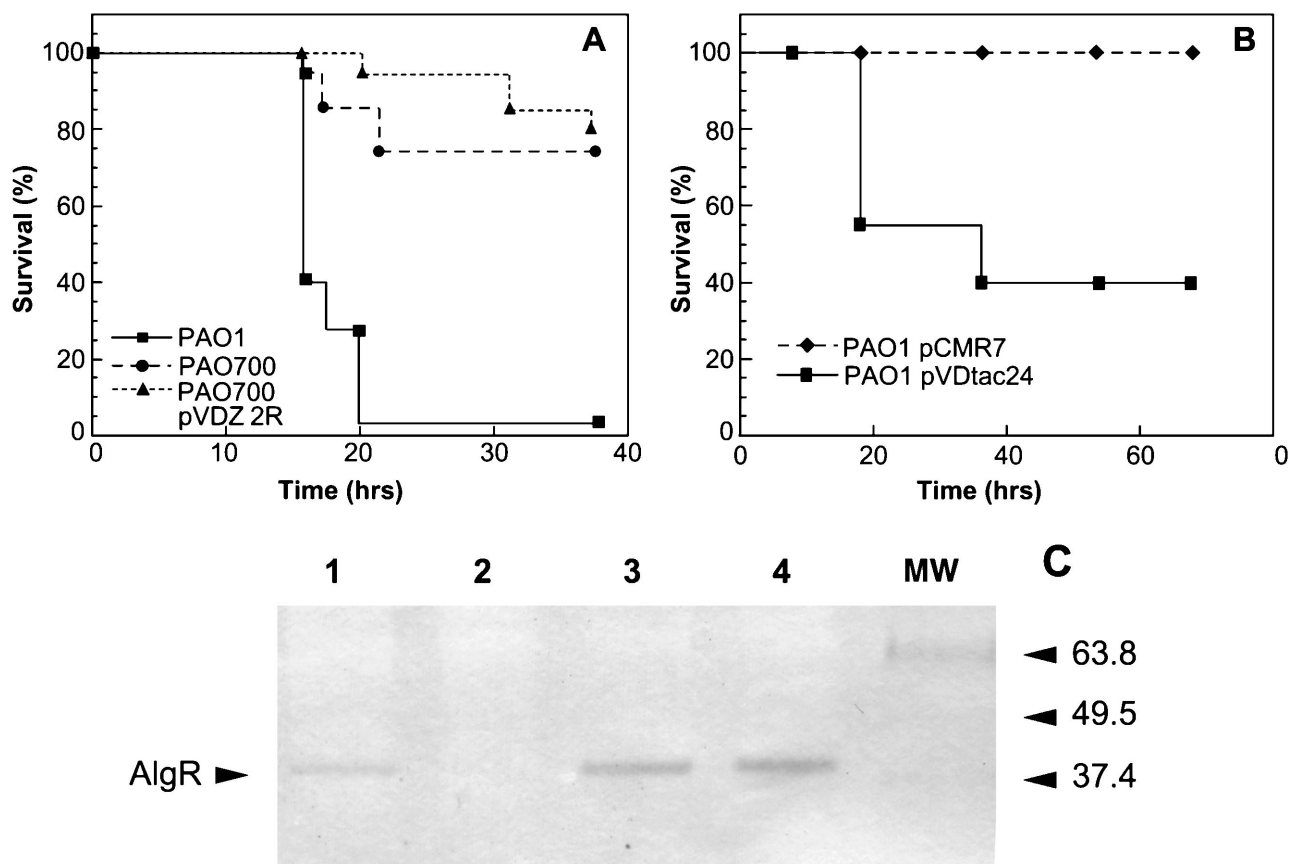 A
Survival (%)
100
80
60
40
20
0
PAO1
PAO700
PAO700
pVDZ 2R
0 10 20 30 40
Time (hrs)
B
Survival (%)
100
80
60
40
20
0
PAO1 pCMR7
PAO1 pVDtac24
0 20 40 60 0
Time (hrs)
1 2 3 4 MW C
63.8
49.5
AlgR 37.4